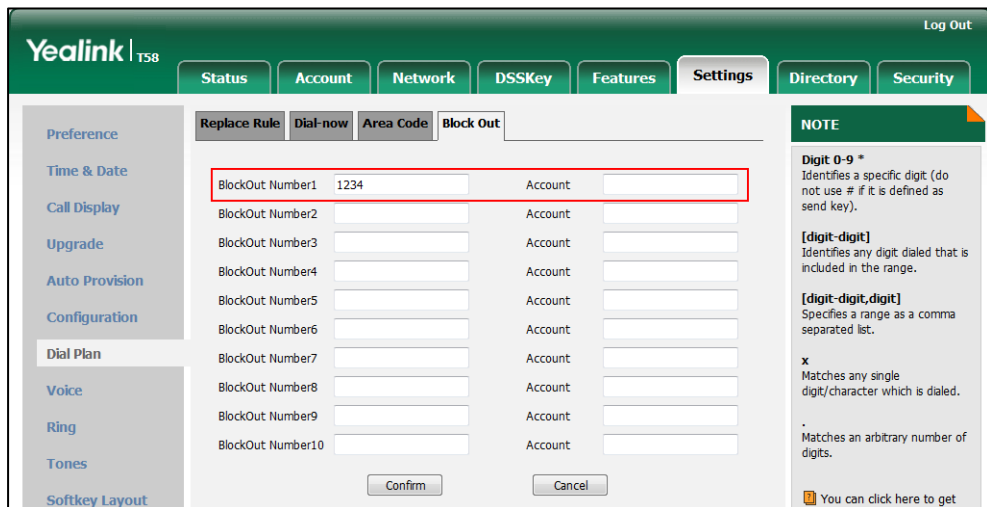 Log Out
Yealink T58
Status Account Network DSSKey Features Settings Directory Security
Preference
Time & Date
Call Display
Upgrade
Auto Provision
Configuration
Dial Plan
Voice
Ring
Tones
Softkey Layout
Replace Rule Dial-now Area Code Block Out
BlockOut Number1 1234 Account
BlockOut Number2 Account
BlockOut Number3 Account
BlockOut Number4 Account
BlockOut Number5 Account
BlockOut Number6 Account
BlockOut Number7 Account
BlockOut Number8 Account
BlockOut Number9 Account
BlockOut Number10 Account
Confirm Cancel
NOTE
Digit 0-9 *
Identifies a specific digit (do
not use # if it is defined as
send key).
[digit-digit]
Identifies any digit dialed that is
included in the range.
[digit-digit,digit]
Specifies a range as a comma
separated list.
x
Matches any single
digit/character which is dialed.
.
Matches an arbitrary number of
digits.
You can click here to get